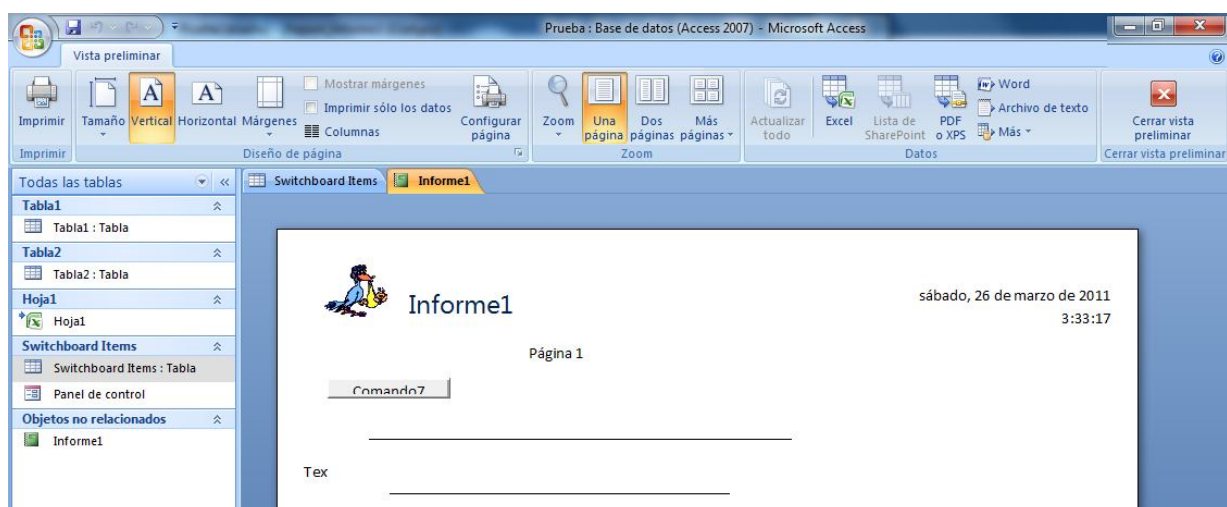 Prueba : Base de datos (Access 2007) - Microsoft Access
Vista preliminar
Imprimir
Tamaño
Vertical
Horizontal
Márgenes
Mostrar márgenes
Imprimir sólo los datos
Columnas
Configurar
página
Zoom
Una
página
Dos
páginas
Más
páginas
Actualizar
todo
Excel
Lista de
SharePoint
PDF
o XPS
Word
Archivo de texto
Más
Cerrar vista
preliminar
Imprimir
Diseño de página
Zoom
Datos
Cerrar vista preliminar
Todas las tablas
Tabla1
Tabla1 : Tabla
Tabla2
Tabla2 : Tabla
Hoja1
Hoja1
Switchboard Items
Switchboard Items : Tabla
Panel de control
Objetos no relacionados
Informe1
Switchboard Items
Informe1
Informe1
sábado, 26 de marzo de 2011
3:33:17
Página 1
Comando7
Tex